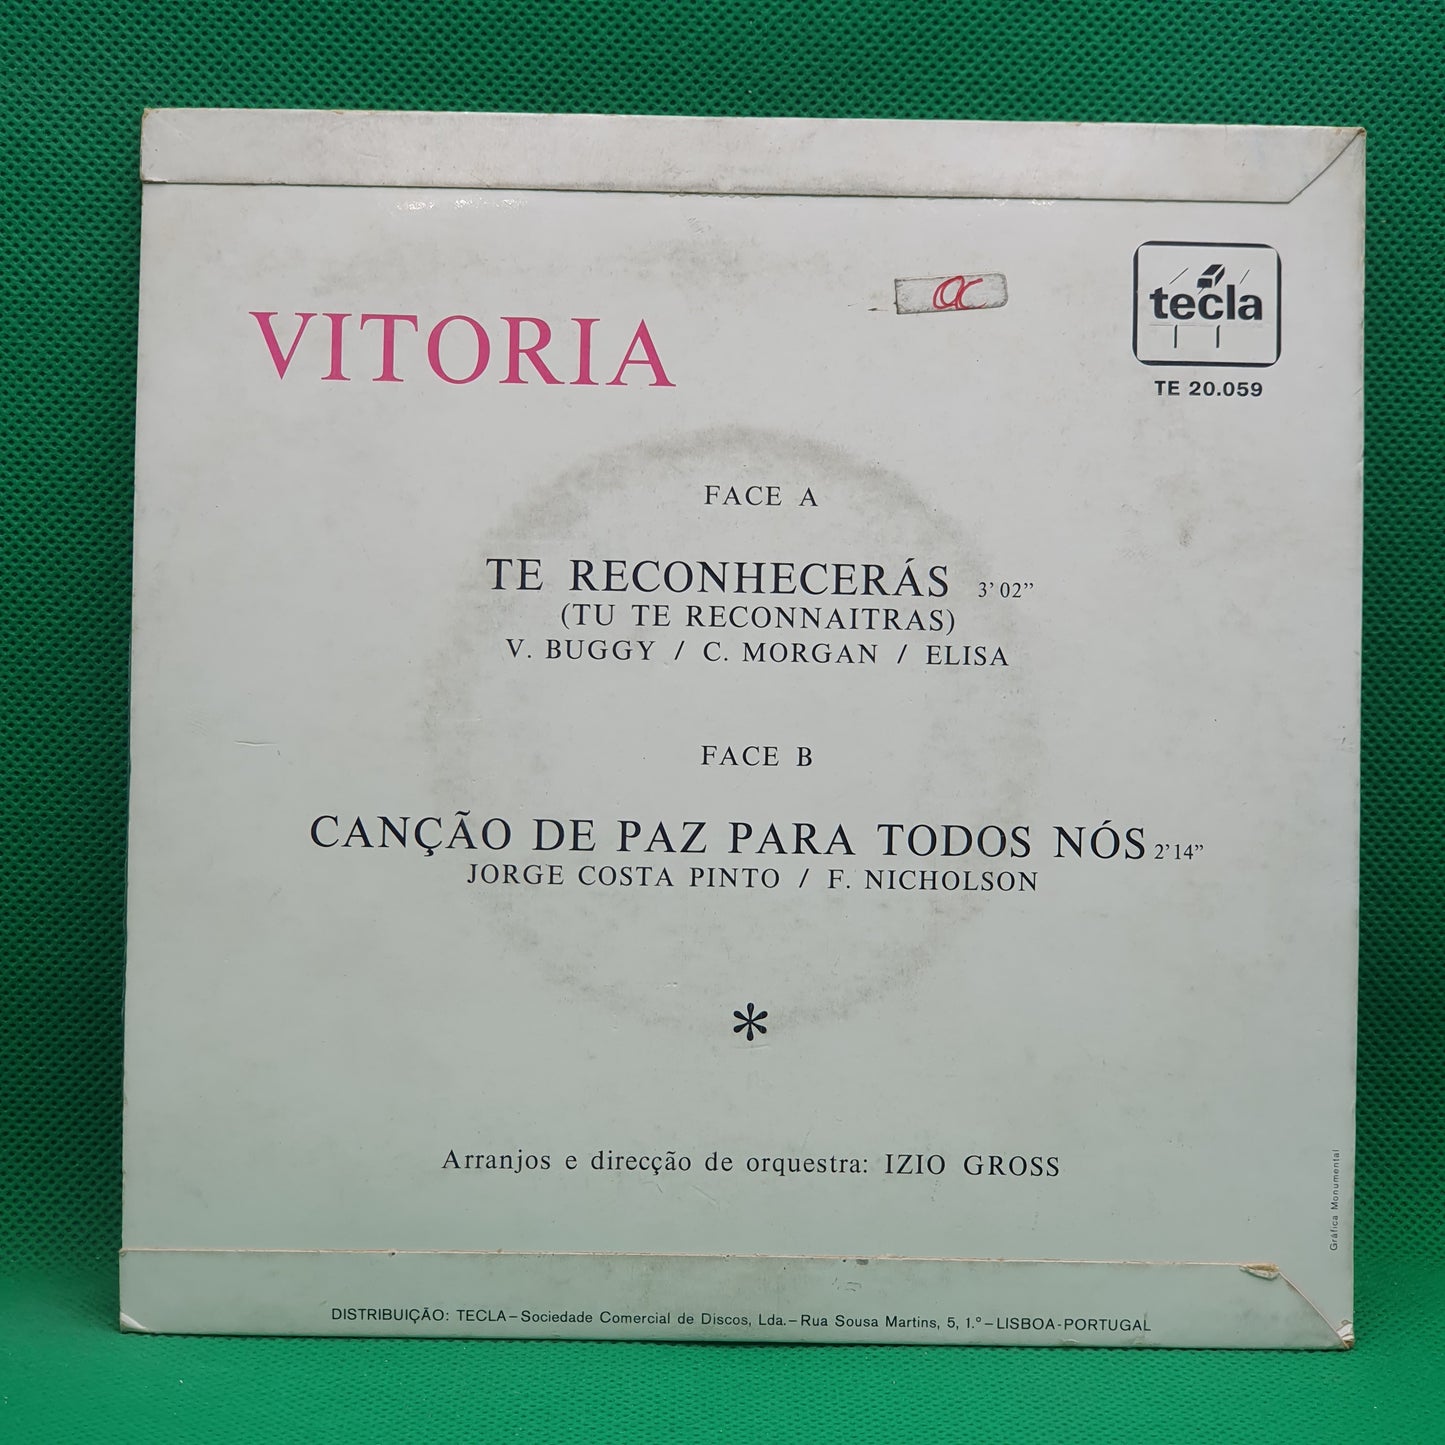 VITORIA
OC
tecla
TE 20.059
FACE A
TE RECONHECERÁS 3' 02"
(TU TE RECONNAITRAS)
V. BUGGY / C. MORGAN / ELISA
FACE B
CANÇÃO DE PAZ PARA TODOS NÓS 2' 14"
JORGE COSTA PINTO / F. NICHOLSON
*
Arranjos e direcção de orquestra: IZIO GROSS
Gráfica Monumental
DISTRIBUIÇÃO: TECLA – Sociedade Comercial de Discos, Lda. – Rua Sousa Martins, 5, 1.º – LISBOA - PORTUGAL